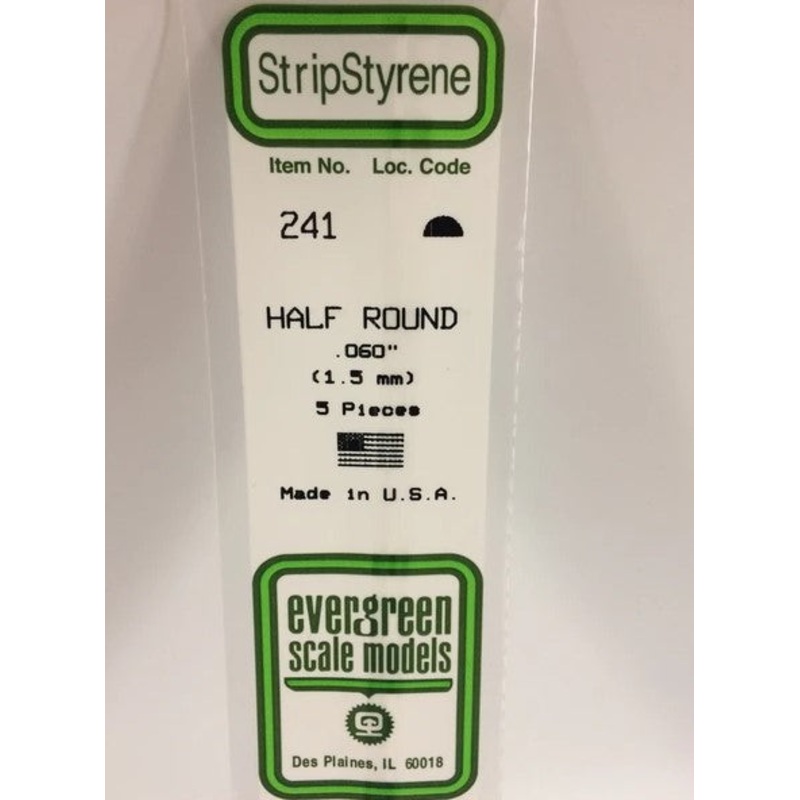 StripStyrene
Item No. Loc. Code
241
HALF ROUND
.060"
(1.5 mm)
5 Pieces
Made in U.S.A.
evergreen
scale models
Des Plaines, IL 60018